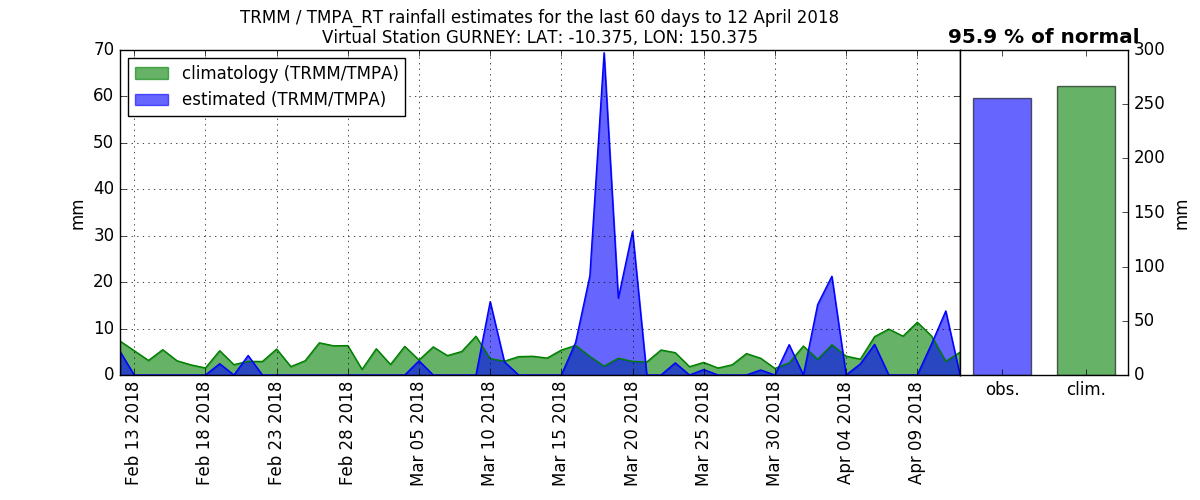 TRMM / TMPA_RT rainfall estimates for the last 60 days to 12 April 2018
Virtual Station GURNEY: LAT: -10.375, LON: 150.375
95.9 % of normal
climatology (TRMM/TMPA)
estimated (TRMM/TMPA)
70
60
50
40
30
20
10
0
mm
Feb 13 2018
Feb 18 2018
Feb 23 2018
Feb 28 2018
Mar 05 2018
Mar 10 2018
Mar 15 2018
Mar 20 2018
Mar 25 2018
Mar 30 2018
Apr 04 2018
Apr 09 2018
300
250
200
150
100
50
0
mm
obs.
clim.